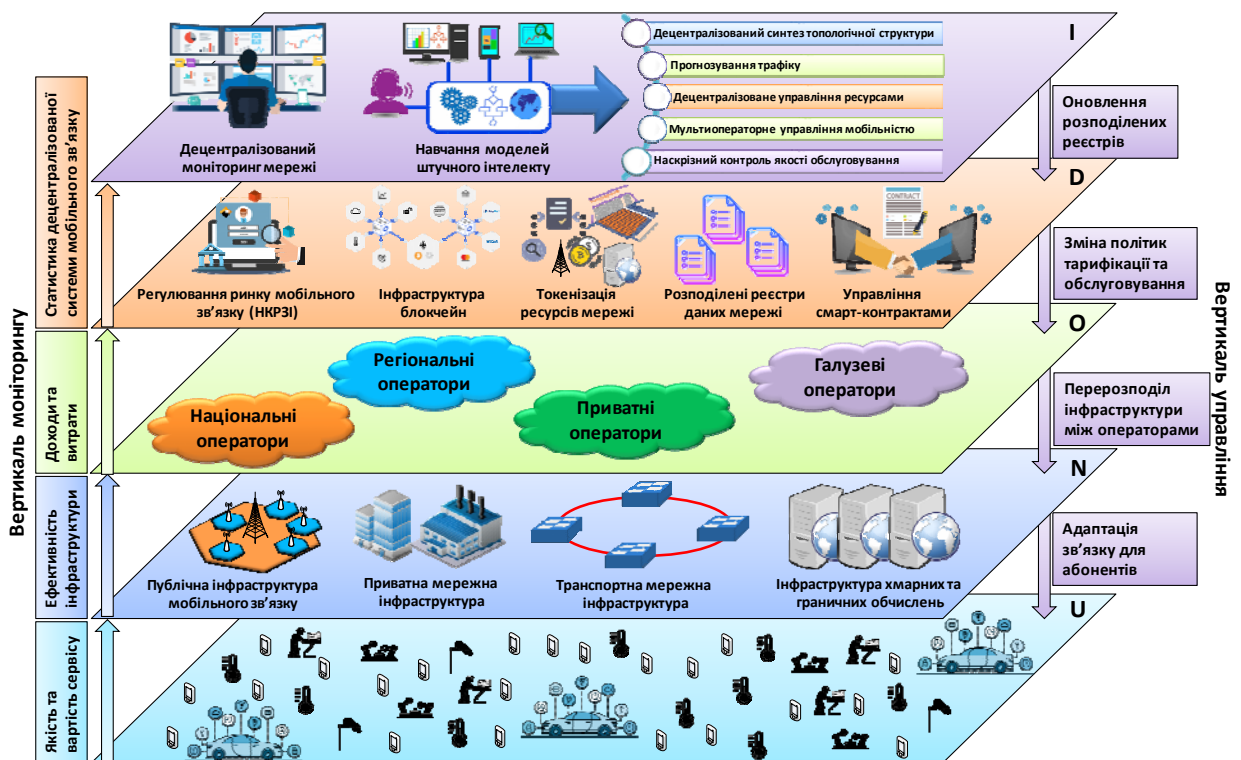 I
Децентралізований синтез топологічної структури
Прогнозування трафіку
Децентралізоване управління ресурсами
Мультиоператорне управління мобільністю
Наскрізний контроль якості обслуговування
Децентралізований
моніторинг мережі
Навчання моделей
штучного інтелекту
Оновлення
розподілених
реєстрів
D
CONTRACT
Регулювання ринку мобільного
зв’язку (НКРЗІ)
Інфраструктура
блокчейн
Токенізація
ресурсів мережі
Розподілені реєстри
даних мережі
Управління
смарт-контрактами
Зміна політик
тарифікації та
обслуговування
O
Національні
оператори
Регіональні
оператори
Приватні
оператори
Галузеві
оператори
Перерозподіл
інфраструктури
між операторами
N
Публічна інфраструктура
мобільного зв’язку
Приватна мережна
інфраструктура
Транспортна мережна
інфраструктура
Інфраструктура хмарних та
граничних обчислень
Адаптація
зв’язку для
абонентів
U
Вертикаль моніторингу
Статистика децентралізованої
системи мобільного зв’язку
Доходи та
витрати
Ефективність
інфраструктури
Якість та
вартість сервісу
Вертикаль управління